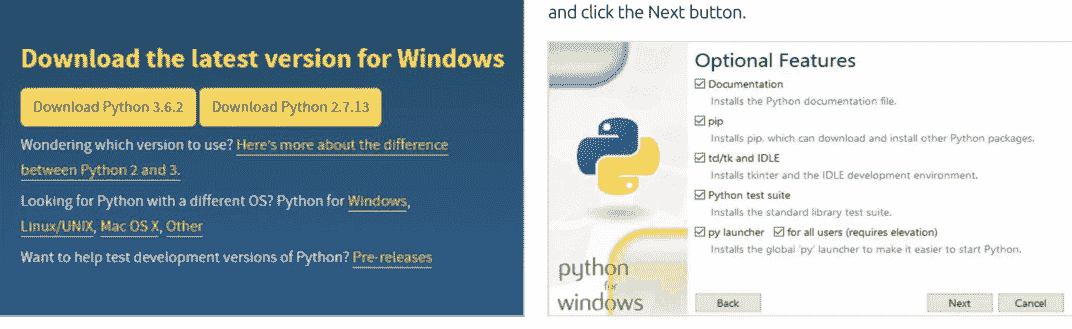 Download the latest version for Windows
Download Python 3.6.2
Download Python 2.7.13
Wondering which version to use? Here's more about the difference
between Python 2 and 3.
Looking for Python with a different OS? Python for Windows,
Linux/UNIX, Mac OS X, Other
Want to help test development versions of Python? Pre-releases
and click the Next button.
Optional Features
Documentation
Installs the Python documentation file.
pip
Installs pip, which can download and install other Python packages.
td/tk and IDLE
Installs tkinter and the IDLE development environment.
Python test suite
Installs the standard library test suite.
py launcher for all users (requires elevation)
Installs the global 'py' launcher to make it easier to start Python.
python
for
windows
Back
Next
Cancel